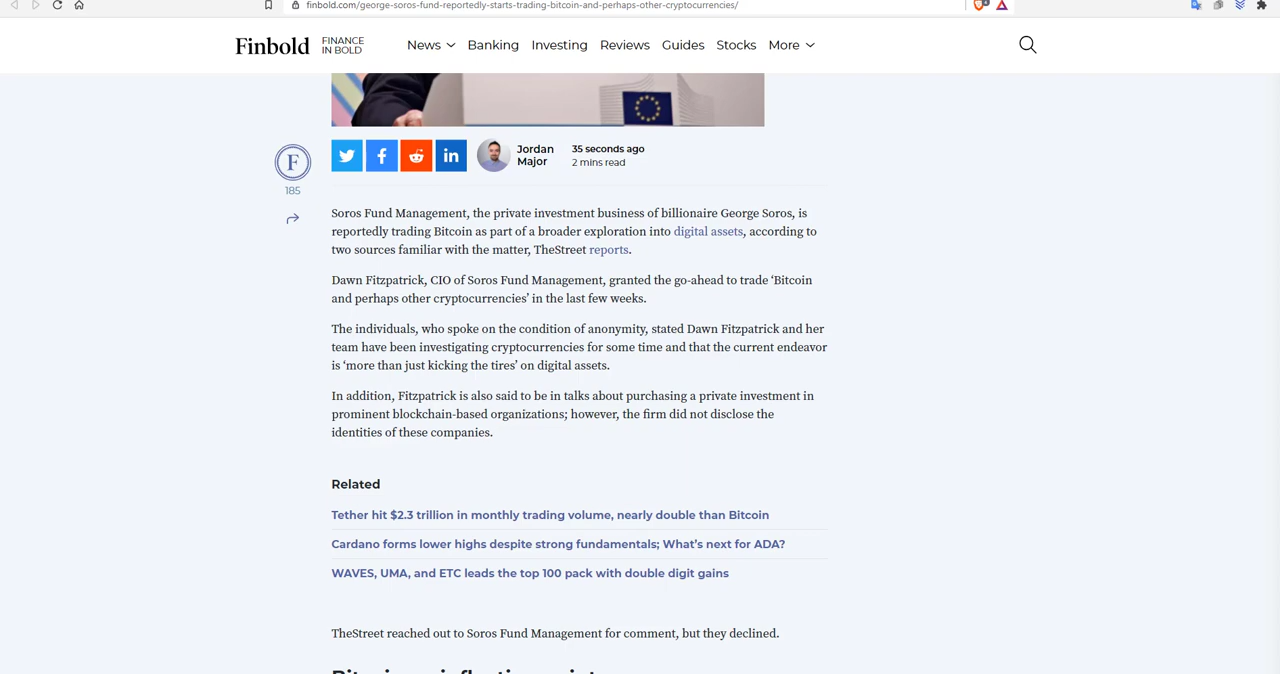 finbold.com/george-soros-fund-reportedly-starts-trading-bitcoin-and-perhaps-other-cryptocurrencies/
Finbold FINANCE IN BOLD News Banking Investing Reviews Guides Stocks More
Jordan Major
35 seconds ago
2 mins read
F
185
Soros Fund Management, the private investment business of billionaire George Soros, is
reportedly trading Bitcoin as part of a broader exploration into digital assets, according to
two sources familiar with the matter, TheStreet reports.
Dawn Fitzpatrick, CIO of Soros Fund Management, granted the go-ahead to trade ‘Bitcoin
and perhaps other cryptocurrencies’ in the last few weeks.
The individuals, who spoke on the condition of anonymity, stated Dawn Fitzpatrick and her
team have been investigating cryptocurrencies for some time and that the current endeavor
is ‘more than just kicking the tires’ on digital assets.
In addition, Fitzpatrick is also said to be in talks about purchasing a private investment in
prominent blockchain-based organizations; however, the firm did not disclose the
identities of these companies.
Related
Tether hit $2.3 trillion in monthly trading volume, nearly double than Bitcoin
Cardano forms lower highs despite strong fundamentals; What’s next for ADA?
WAVES, UMA, and ETC leads the top 100 pack with double digit gains
TheStreet reached out to Soros Fund Management for comment, but they declined.